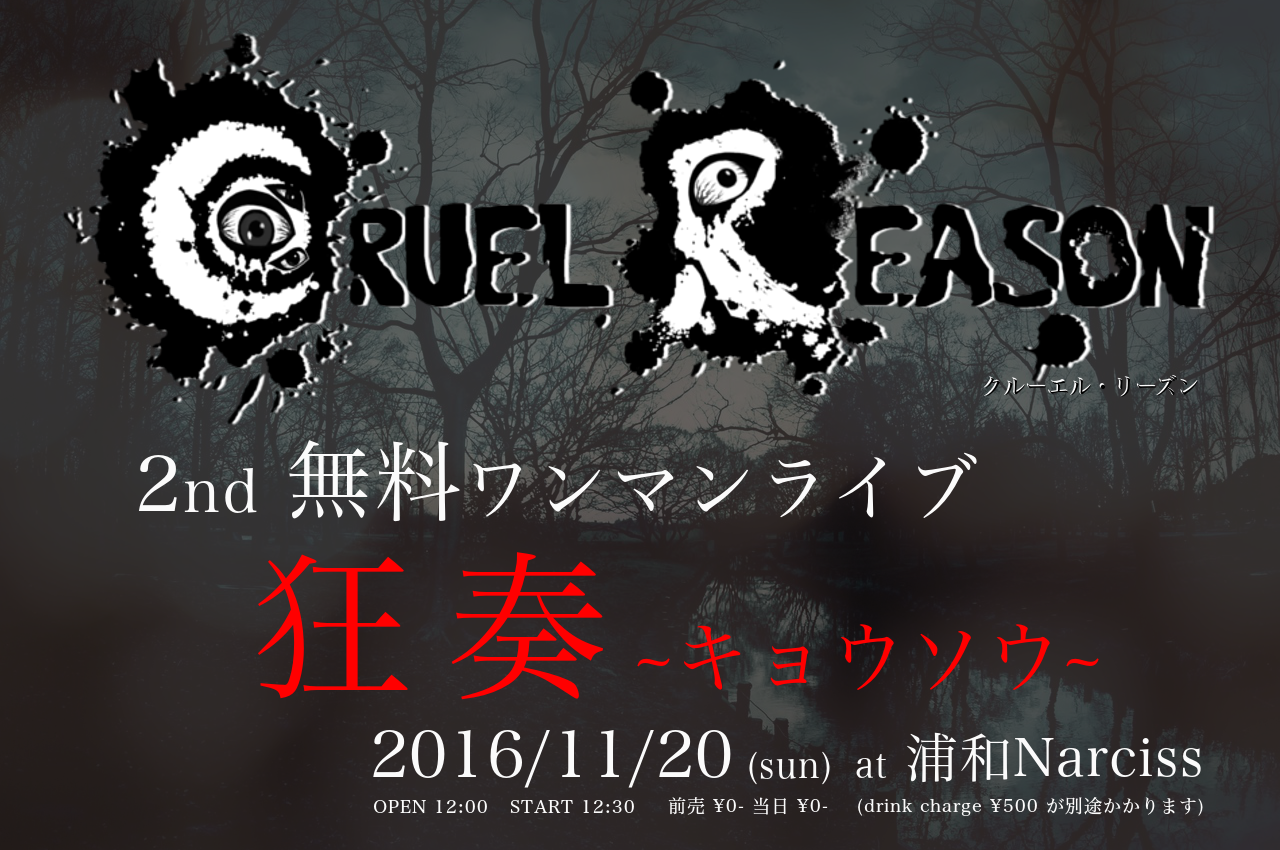 CRUEL REASON
クルーエル・リーズン
2nd 無料ワンマンライブ
狂奏 ~キョウソウ~
2016/11/20 (sun) at 浦和Narciss
OPEN 12:00 START 12:30 前売 ¥0- 当日 ¥0- (drink charge ¥500 が別途かかります)